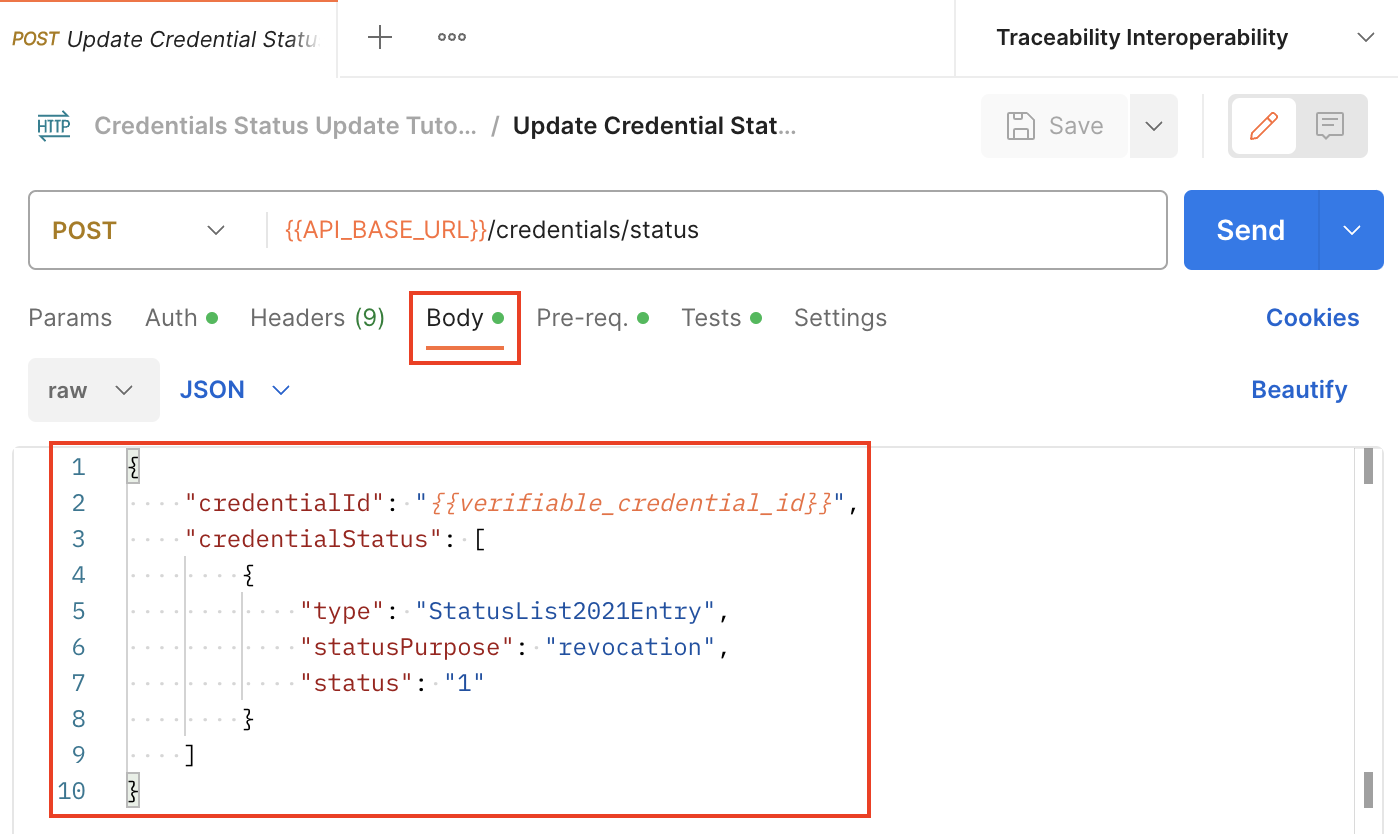 POST Update Credential Statu
Traceability Interoperability
HTTP Credentials Status Update Tuto... / Update Credential Stat...
Save
POST {{API_BASE_URL}}/credentials/status Send
Params Auth Headers (9) Body Pre-req. Tests Settings Cookies
raw JSON Beautify
1 {
2 "credentialId": "{{verifiable_credential_id}}",
3 "credentialStatus": [
4 {
5 "type": "StatusList2021Entry",
6 "statusPurpose": "revocation",
7 "status": "1"
8 }
9 ]
10 }